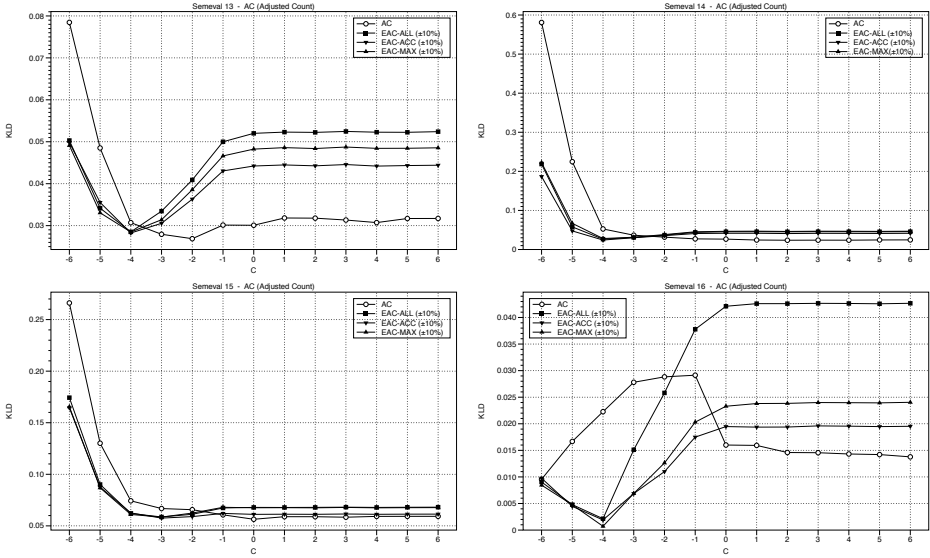 Semeval 13 - AC (Adjusted Count)
AC
EAC-ALL (±10%)
EAC-ACC (±10%)
EAC-MAX (±10%)
0.08
0.07
0.06
0.05
0.04
0.03
KLD
-6 -5 -4 -3 -2 -1 0 1 2 3 4 5 6
C
Semeval 14 - AC (Adjusted Count)
AC
EAC-ALL (±10%)
EAC-ACC (±10%)
EAC-MAX(±10%)
0.6
0.5
0.4
0.3
0.2
0.1
0
KLD
-6 -5 -4 -3 -2 -1 0 1 2 3 4 5 6
C
Semeval 15 - AC (Adjusted Count)
AC
EAC-ALL (±10%)
EAC-ACC (±10%)
EAC-MAX (±10%)
0.25
0.20
0.15
0.10
0.05
KLD
-6 -5 -4 -3 -2 -1 0 1 2 3 4 5 6
C
Semeval 16 - AC (Adjusted Count)
AC
EAC-ALL (±10%)
EAC-ACC (±10%)
EAC-MAX (±10%)
0.040
0.035
0.030
0.025
0.020
0.015
0.010
0.005
0
KLD
-6 -5 -4 -3 -2 -1 0 1 2 3 4 5 6
C